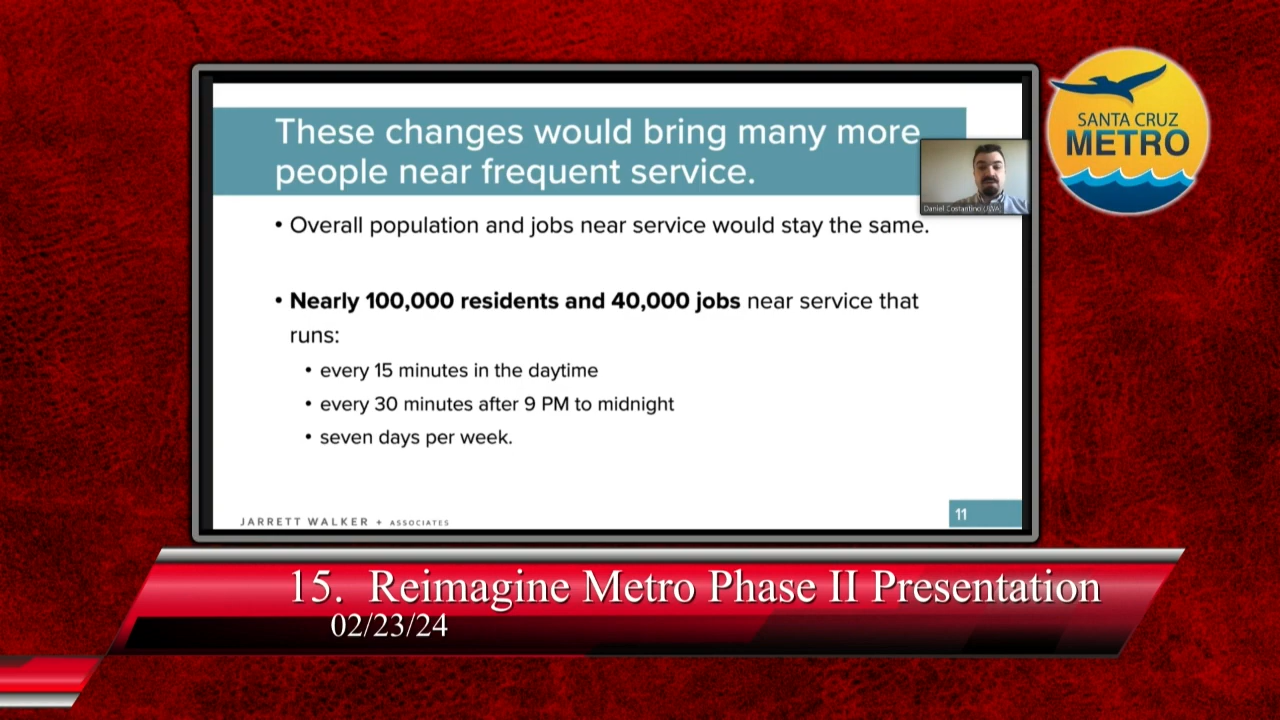 These changes would bring many more
people near frequent service.
• Overall population and jobs near service would stay the same.
• Nearly 100,000 residents and 40,000 jobs near service that
runs:
• every 15 minutes in the daytime
• every 30 minutes after 9 PM to midnight
• seven days per week.
JARRETT WALKER + ASSOCIATES
11
Daniel Costantino (JWA)
SANTA CRUZ
METRO
15. Reimagine Metro Phase II Presentation
02/23/24